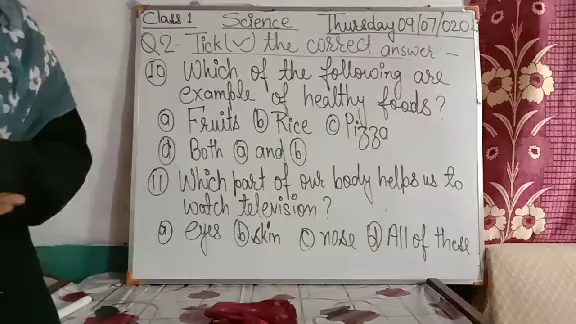 Class 1 Science Thursday 09/07/020
Q2- Tick(✓) the correct answer:-
(10) Which of the following are
example of healthy foods?
(a) Fruits (b) Rice (c) Pizza
(d) Both (a) and (b)
(11) Which part of our body helps us to
watch television?
(a) eyes (b) skin (c) nose (d) All of these